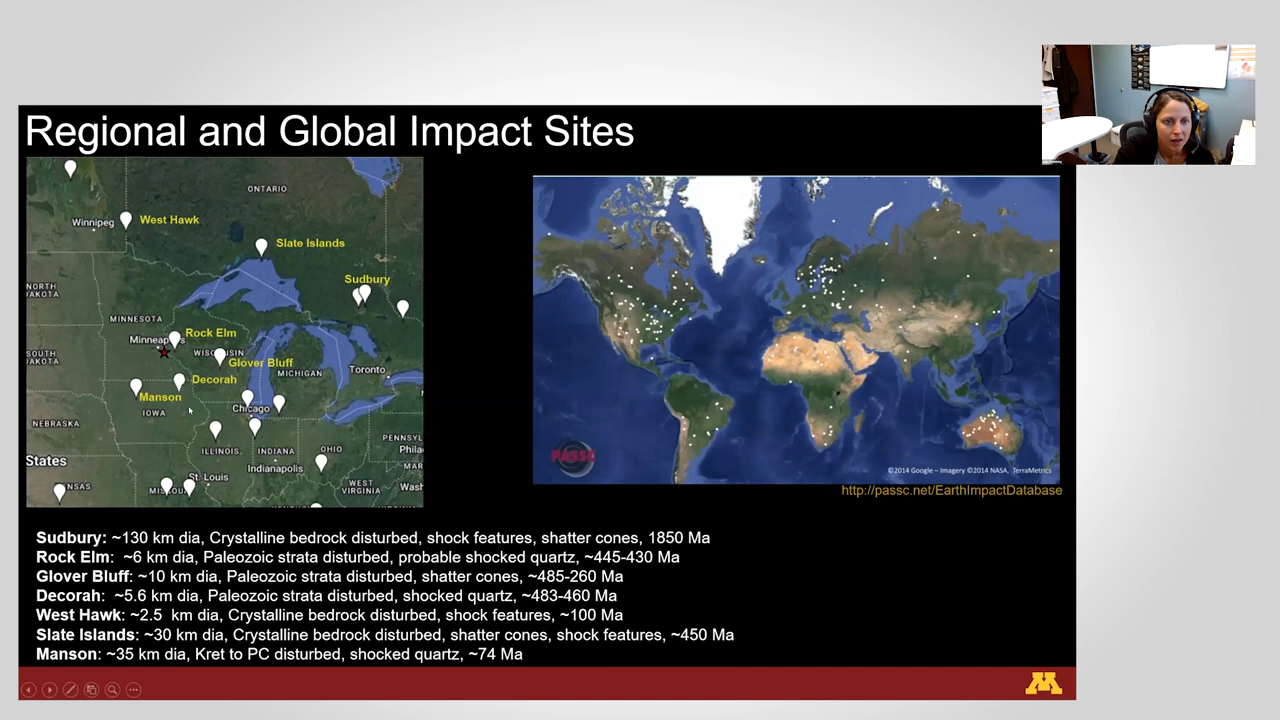 Regional and Global Impact Sites
ONTARIO
Winnipeg
West Hawk
Slate Islands
Sudbury
NORTH
DAKOTA
MINNESOTA
Rock Elm
WISCONSIN
SOUTH
DAKOTA
Glover Bluff
MICHIGAN
Toronto
Decorah
Manson
IOWA
Chicago
NEBRASKA
ILLINOIS
INDIANA
OHIO
PENNSYL
Phila
States
Indianapolis
MAR
NSAS
St. Louis
WEST
VIRGINIA
Wash
PASSC
©2014 Google – Imagery ©2014 NASA, TerraMetrics
http://passc.net/EarthImpactDatabase
Sudbury: ~130 km dia, Crystalline bedrock disturbed, shock features, shatter cones, 1850 Ma
Rock Elm: ~6 km dia, Paleozoic strata disturbed, probable shocked quartz, ~445-430 Ma
Glover Bluff: ~10 km dia, Paleozoic strata disturbed, shatter cones, ~485-260 Ma
Decorah: ~5.6 km dia, Paleozoic strata disturbed, shocked quartz, ~483-460 Ma
West Hawk: ~2.5 km dia, Crystalline bedrock disturbed, shock features, ~100 Ma
Slate Islands: ~30 km dia, Crystalline bedrock disturbed, shatter cones, shock features, ~450 Ma
Manson: ~35 km dia, Kret to PC disturbed, shocked quartz, ~74 Ma
M